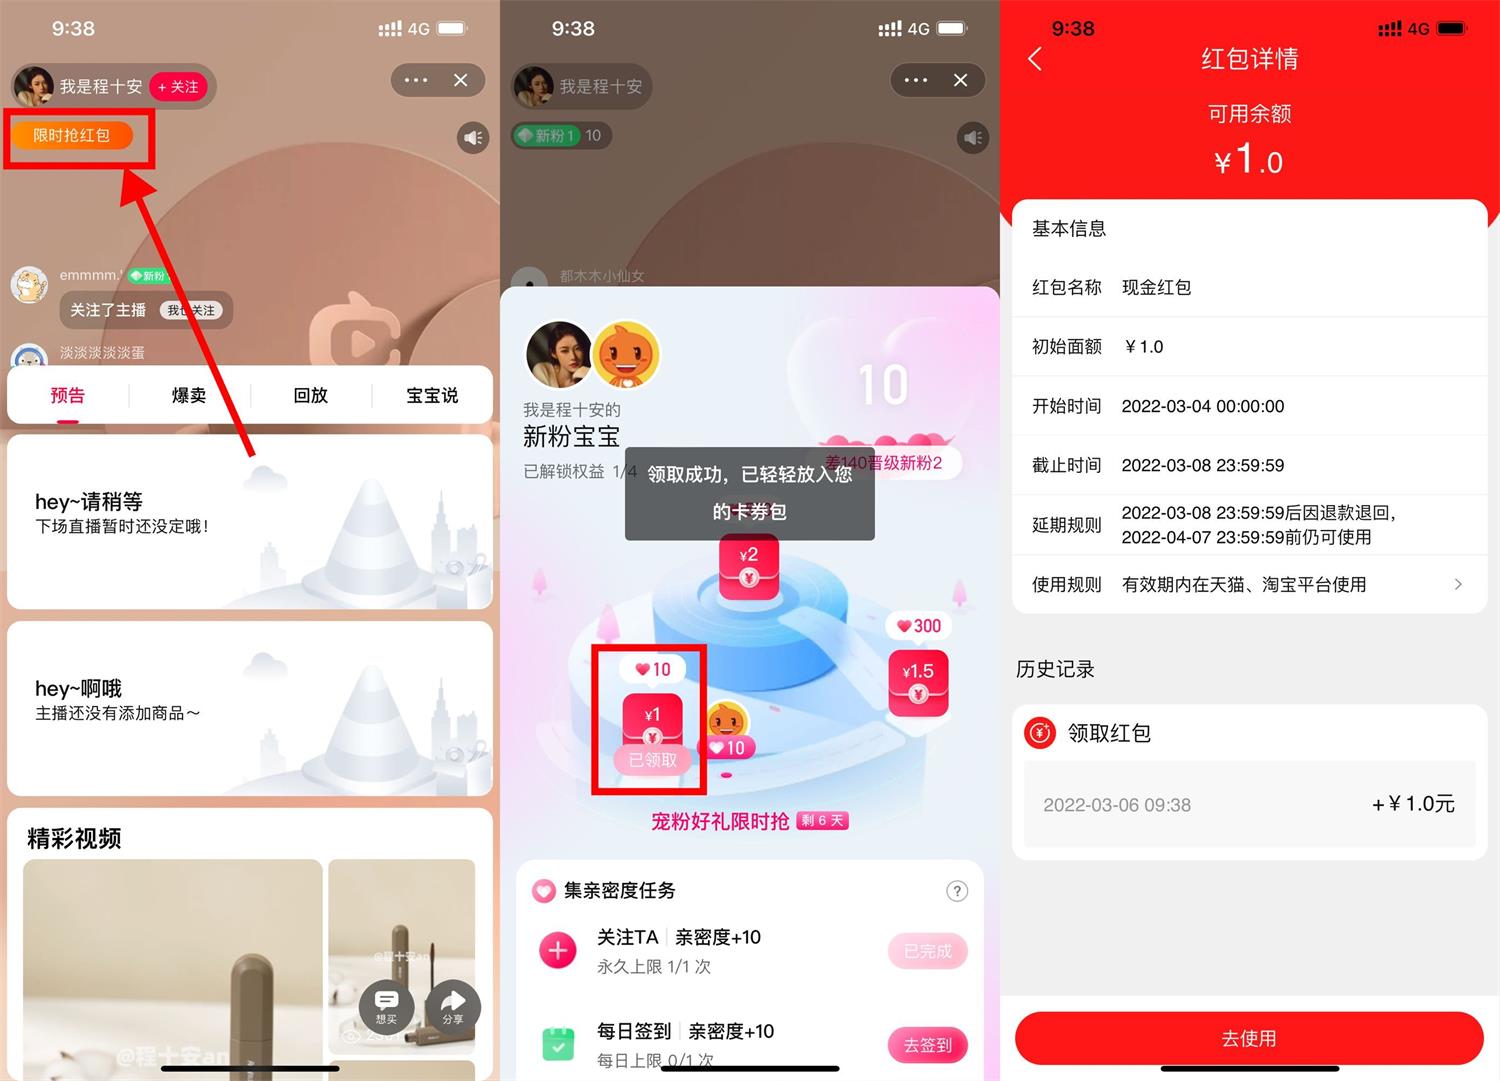 9:38
4G
我是程十安
+ 关注
限时抢红包
emmmm.'
新粉
关注了主播
我也关注
淡淡淡淡淡蛋
预告
爆卖
回放
宝宝说
hey~请稍等
下场直播暂时还没定哦！
hey~啊哦
主播还没有添加商品～
精彩视频
@程十安an
@程十安an
想买
分享
9:38
4G
我是程十安
新粉1
10
都木木小仙女
10
我是程十安的
新粉宝宝
已解锁权益 1/4
差140晋级新粉2
领取成功，已轻轻放入您
的卡券包
¥2
300
¥1.5
10
¥1
已领取
10
宠粉好礼限时抢
剩 6 天
集亲密度任务
?
关注TA
亲密度+10
永久上限 1/1 次
已完成
每日签到
亲密度+10
每日上限 0/1 次
去签到
9:38
4G
红包详情
可用余额
¥1.0
基本信息
红包名称 现金红包
初始面额 ¥1.0
开始时间 2022-03-04 00:00:00
截止时间 2022-03-08 23:59:59
延期规则 2022-03-08 23:59:59后因退款退回，
2022-04-07 23:59:59前仍可使用
使用规则 有效期内在天猫、淘宝平台使用
历史记录
领取红包
2022-03-06 09:38
+¥1.0元
去使用